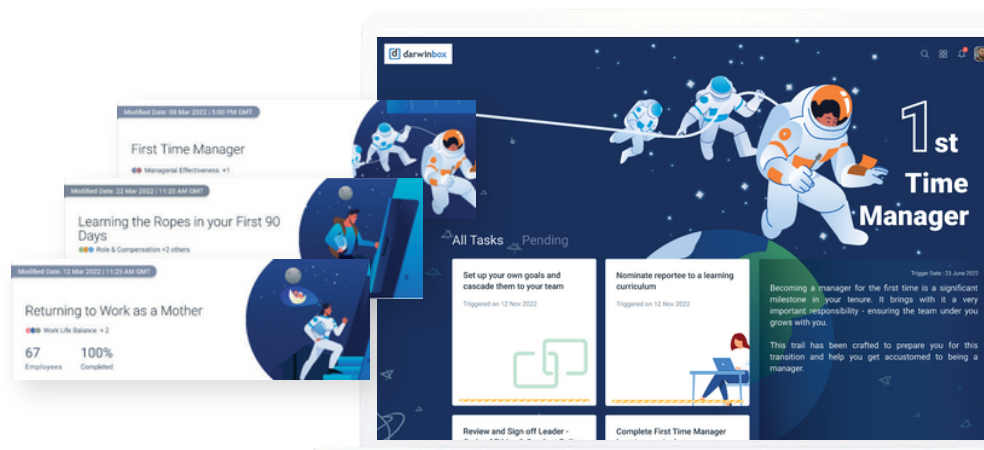 darwinbox
Modified Date: 08 Mar 2022 | 5:00 PM GMT
First Time Manager
Managerial Effectiveness +1
Modified Date: 22 Mar 2022 | 11:20 AM GMT
Learning the Ropes in your First 90
Days
Role & Compensation +2 others
Modified Date: 12 Mar 2022 | 11:25 AM GMT
Returning to Work as a Mother
Work Life Balance +2
67
Employees
100%
Completed
1st
Time
Manager
All Tasks
Pending
Set up your own goals and
cascade them to your team
Triggered on 12 Nov 2022
Nominate reportee to a learning
curriculum
Triggered on 12 Nov 2022
Trigger Date : 23 June 2022
Becoming a manager for the first time is a significant
milestone in your tenure. It brings with it a very
important responsibility - ensuring the team under you
grows with you.
This trail has been crafted to prepare you for this
transition and help you get accustomed to being a
manager.
Review and Sign off Leader -
Complete First Time Manager